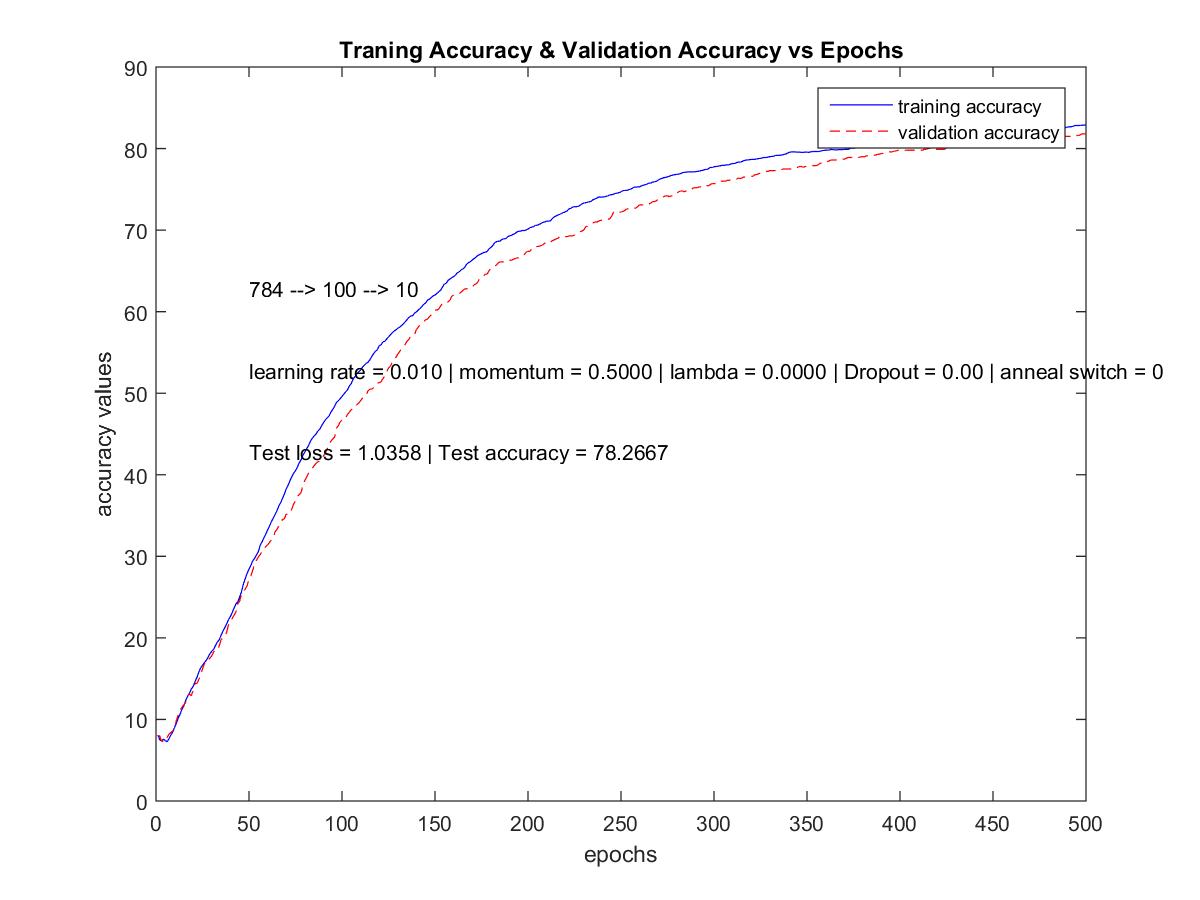 Traning Accuracy & Validation Accuracy vs Epochs
90
80
70
60
50
40
30
20
10
0
accuracy values
training accuracy
validation accuracy
784 --> 100 --> 10
learning rate = 0.010 | momentum = 0.5000 | lambda = 0.0000 | Dropout = 0.00 | anneal switch = 0
Test loss = 1.0358 | Test accuracy = 78.2667
0 50 100 150 200 250 300 350 400 450 500
epochs